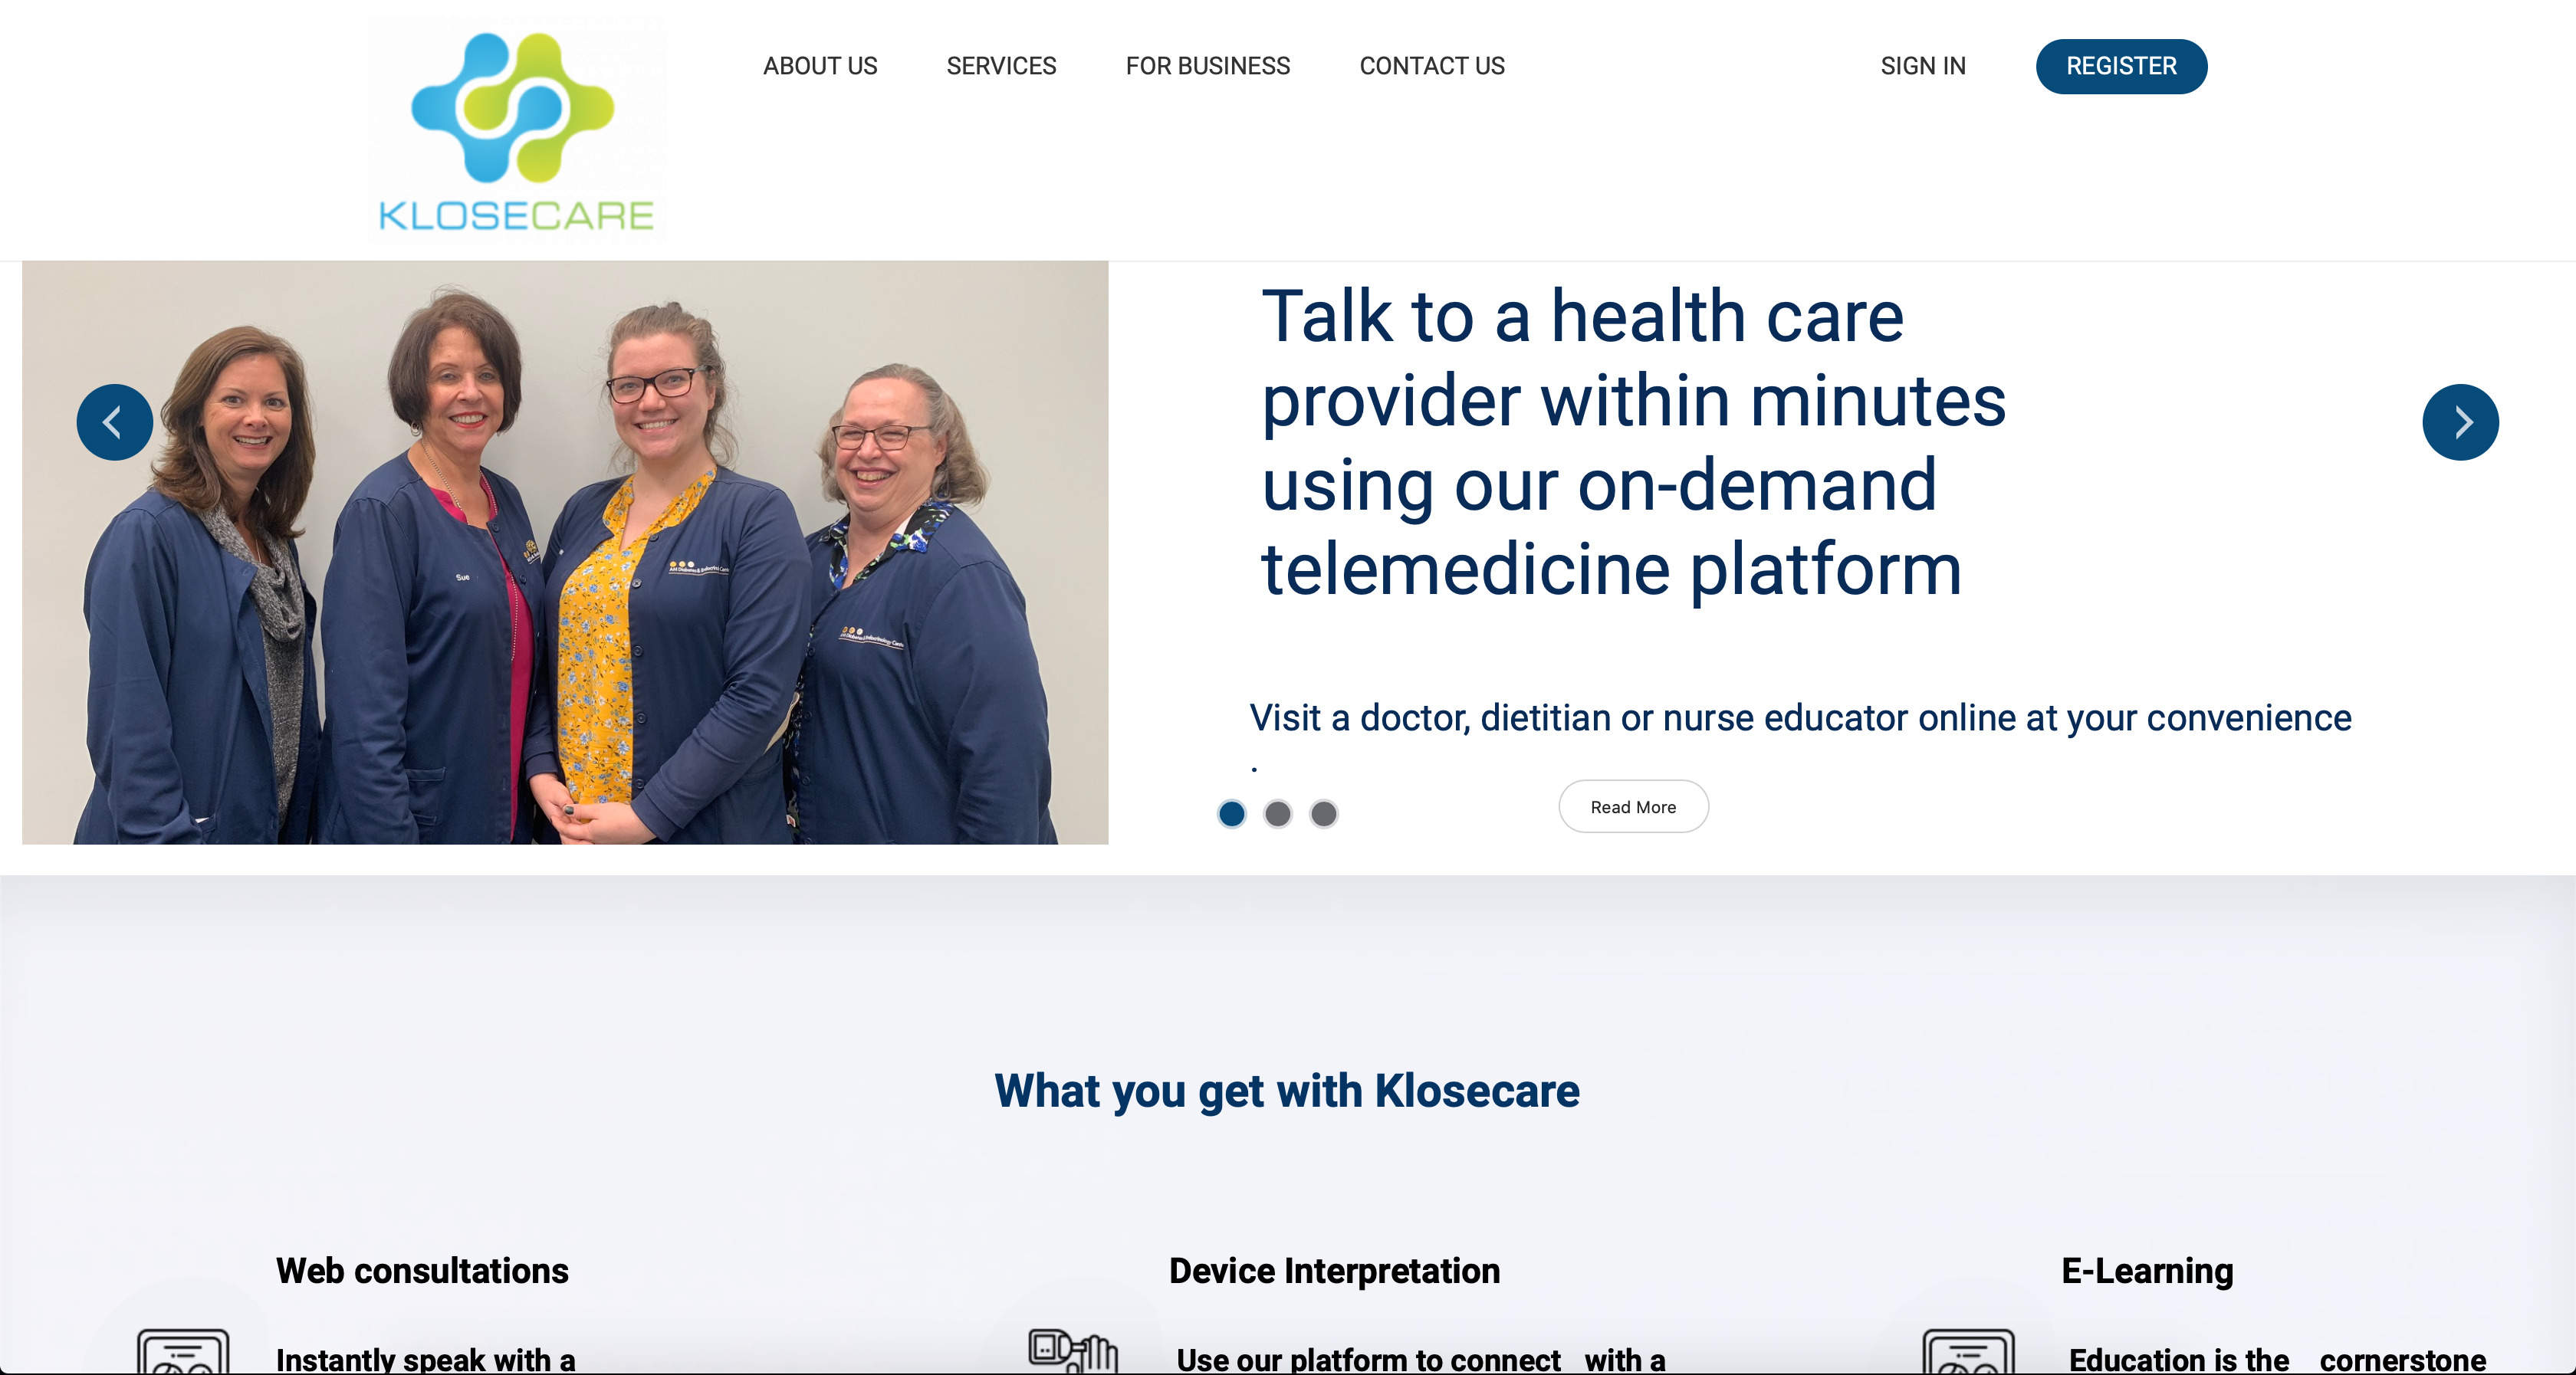 KLOSECARE
ABOUT US
SERVICES
FOR BUSINESS
CONTACT US
SIGN IN
REGISTER
Sue
Talk to a health care
provider within minutes
using our on-demand
telemedicine platform
Visit a doctor, dietitian or nurse educator online at your convenience
.
Read More
What you get with Klosecare
Web consultations
Instantly speak with a
Device Interpretation
Use our platform to connect with a
E-Learning
Education is the cornerstone